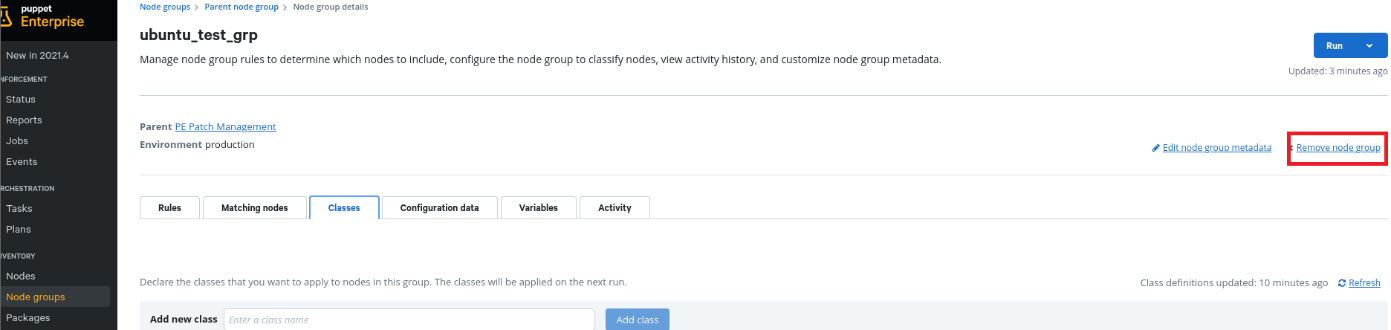 puppet
Enterprise
New in 2021.4
NFORCEMENT
Status
Reports
Jobs
Events
RCHESTRATION
Tasks
Plans
NVENTORY
Nodes
Node groups
Packages
Node groups > Parent node group > Node group details
ubuntu_test_grp
Manage node group rules to determine which nodes to include, configure the node group to classify nodes, view activity history, and customize node group metadata.
Run
Updated: 3 minutes ago
Parent PE Patch Management
Environment production
Edit node group metadata
Remove node group
Rules Matching nodes Classes Configuration data Variables Activity
Declare the classes that you want to apply to nodes in this group. The classes will be applied on the next run.
Class definitions updated: 10 minutes ago Refresh
Add new class Enter a class name Add class